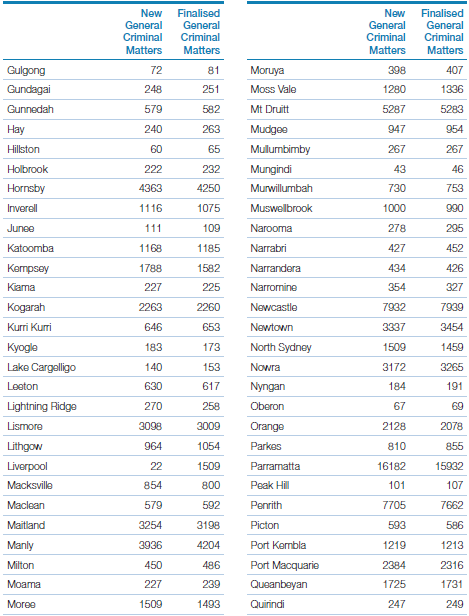 New Finalised
General General
Criminal Criminal
Matters Matters
Gulgong 72 81
Gundagai 248 251
Gunnedah 579 582
Hay 240 263
Hillston 60 65
Holbrook 222 232
Hornsby 4363 4250
Inverell 1116 1075
Junee 111 109
Katoomba 1168 1185
Kempsey 1788 1582
Kiama 227 225
Kogarah 2263 2260
Kurri Kurri 646 653
Kyogle 183 173
Lake Cargelligo 140 153
Leeton 630 617
Lightning Ridge 270 258
Lismore 3098 3009
Lithgow 964 1054
Liverpool 22 1509
Macksville 854 800
Maclean 579 592
Maitland 3254 3198
Manly 3936 4204
Milton 450 486
Moama 227 239
Moree 1509 1493
New Finalised
General General
Criminal Criminal
Matters Matters
Moruya 398 407
Moss Vale 1280 1336
Mt Druitt 5287 5283
Mudgee 947 954
Mullumbimby 267 267
Mungindi 43 46
Murwillumbah 730 753
Muswellbrook 1000 990
Narooma 278 295
Narrabri 427 452
Narrandera 434 426
Narromine 354 327
Newcastle 7932 7939
Newtown 3337 3454
North Sydney 1509 1459
Nowra 3172 3265
Nyngan 184 191
Oberon 67 69
Orange 2128 2078
Parkes 810 855
Parramatta 16182 15932
Peak Hill 101 107
Penrith 7705 7662
Picton 593 586
Port Kembla 1219 1213
Port Macquarie 2384 2316
Queanbeyan 1725 1731
Quirindi 247 249